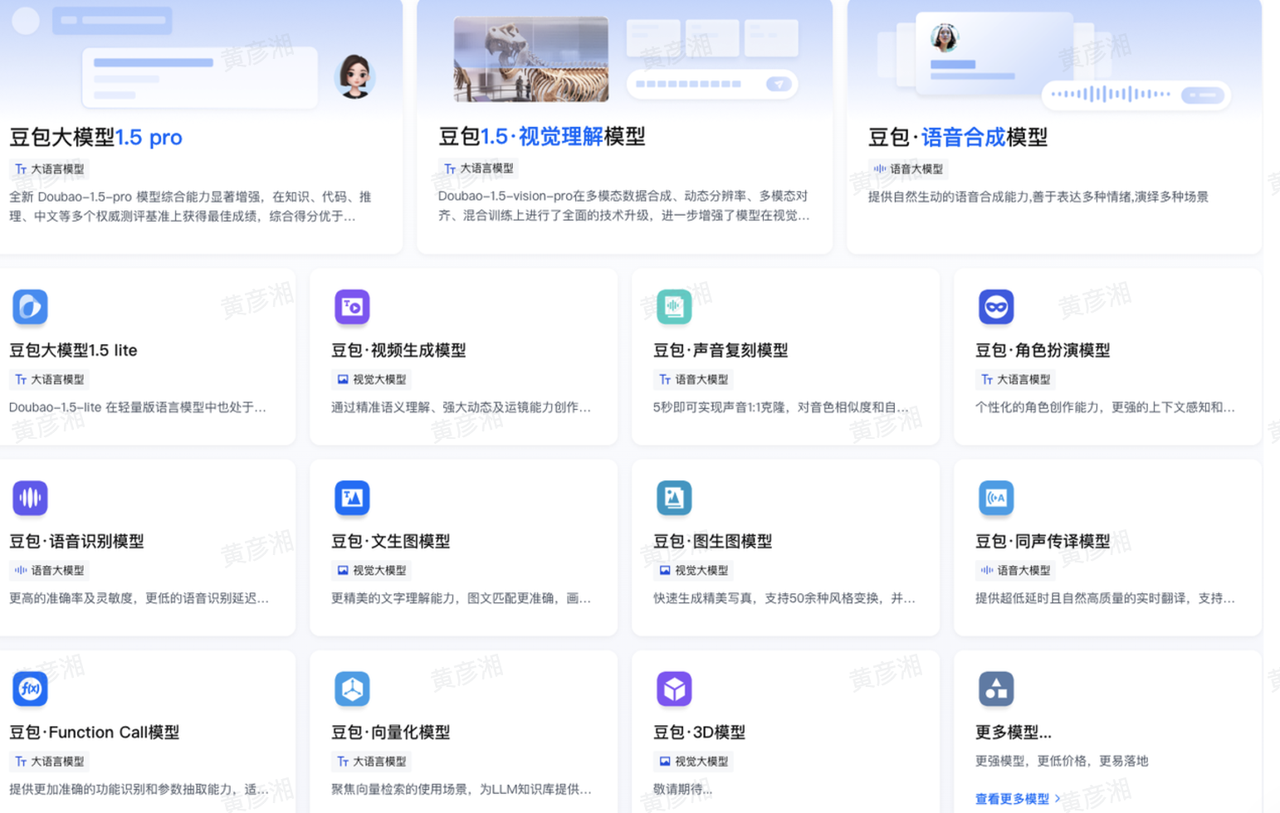 豆包大模型1.5 pro
大语言模型
全新 Doubao-1.5-pro 模型综合能力显著增强，在知识、代码、推
理、中文等多个权威测评基准上获得最佳成绩，综合得分优于...
豆包1.5·视觉理解模型
大语言模型
Doubao-1.5-vision-pro在多模态数据合成、动态分辨率、多模态对
齐、混合训练上进行了全面的技术升级，进一步增强了模型在视觉...
豆包·语音合成模型
语音大模型
提供自然生动的语音合成能力,善于表达多种情绪,演绎多种场景
豆包大模型1.5 lite
大语言模型
Doubao-1.5-lite 在轻量版语言模型中也处于...
豆包·视频生成模型
视觉大模型
通过精准语义理解、强大动态及运镜能力创作...
豆包·声音复刻模型
语音大模型
5秒即可实现声音1:1克隆，对音色相似度和自...
豆包·角色扮演模型
大语言模型
个性化的角色创作能力，更强的上下文感知和...
豆包·语音识别模型
语音大模型
更高的准确率及灵敏度，更低的语音识别延迟...
豆包·文生图模型
视觉大模型
更精美的文字理解能力，图文匹配更准确，画...
豆包·图生图模型
视觉大模型
快速生成精美写真，支持50余种风格变换，并...
豆包·同声传译模型
语音大模型
提供超低延时且自然高质量的实时翻译，支持...
豆包·Function Call模型
大语言模型
提供更加准确的功能识别和参数抽取能力，适...
豆包·向量化模型
大语言模型
聚焦向量检索的使用场景，为LLM知识库提供...
豆包·3D模型
视觉大模型
敬请期待...
更多模型...
更强模型，更低价格，更易落地
查看更多模型 >
黄彦湘